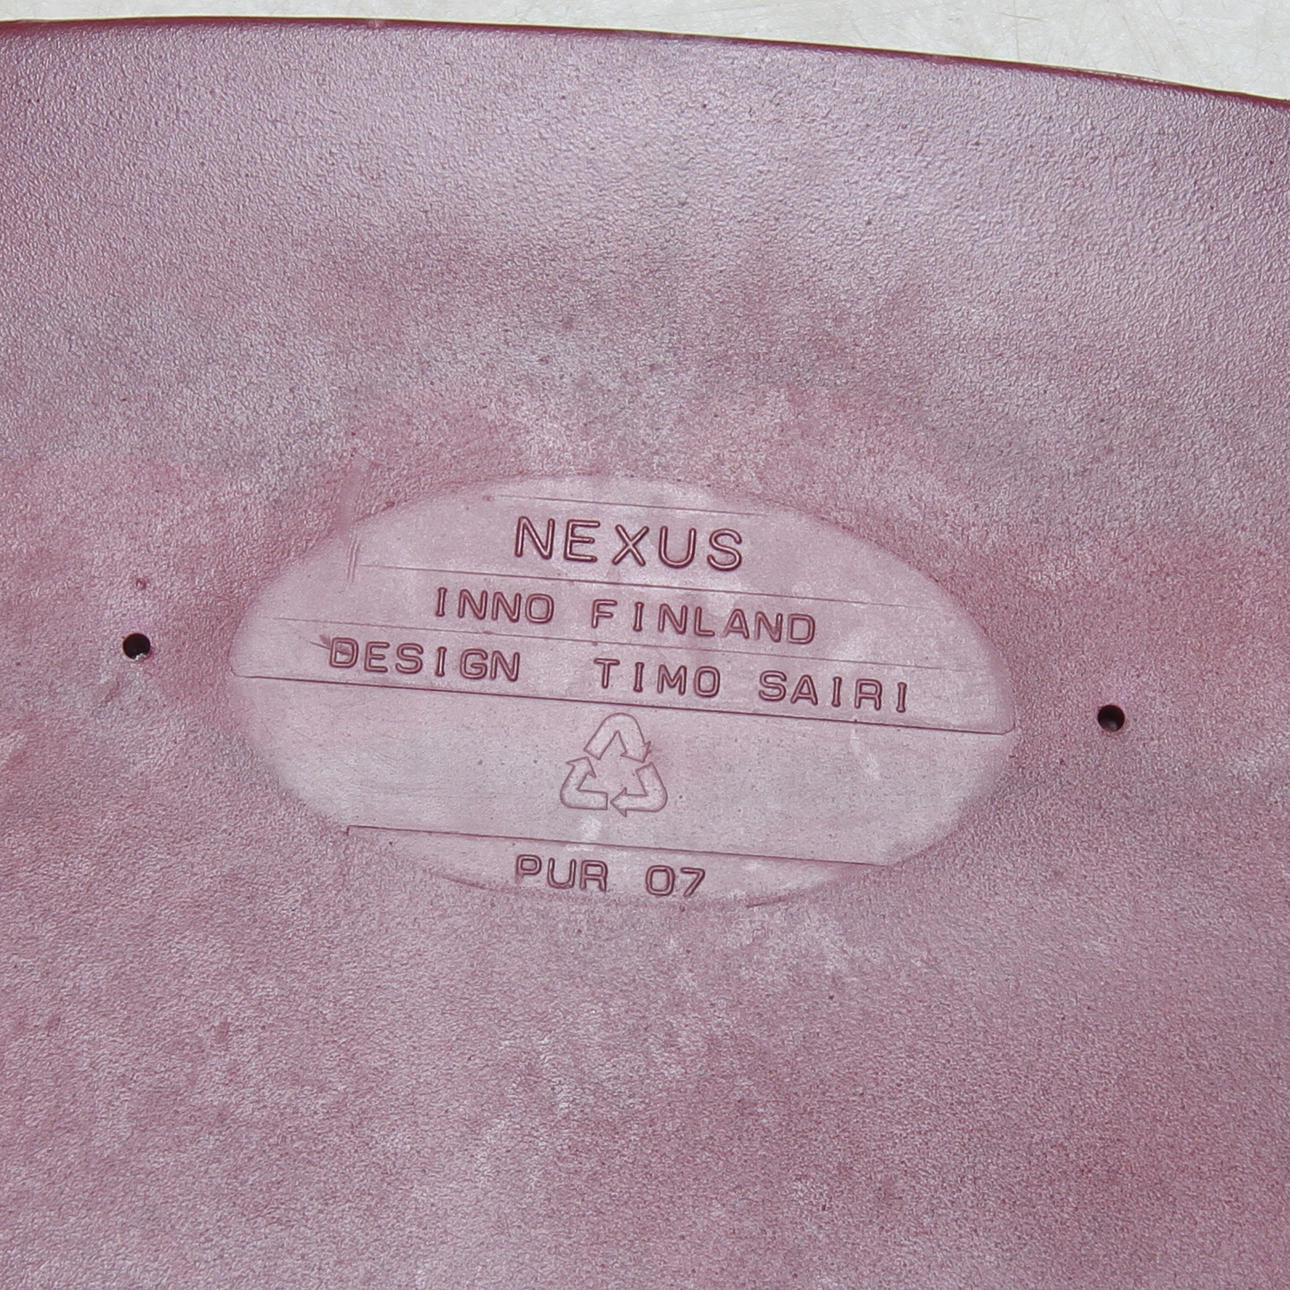 NEXUS
INNO FINLAND
DESIGN TIMO SAIRI
PUR 07